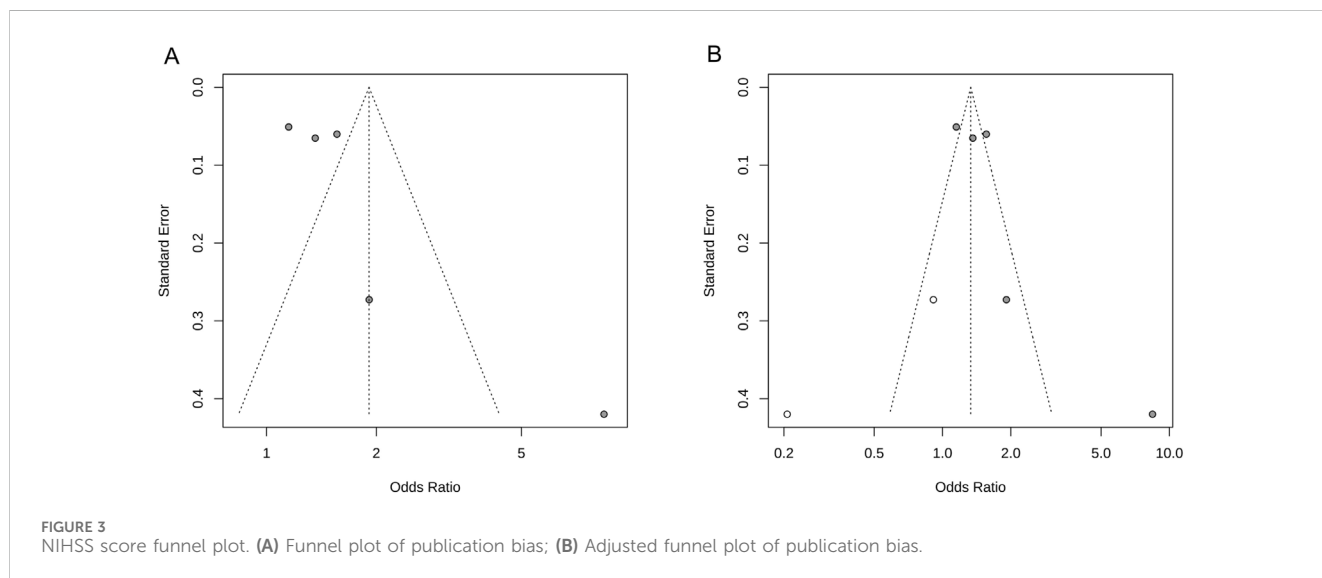 A
B
0.0
0.1
0.2
0.3
0.4
Standard Error
1
2
5
Odds Ratio
0.0
0.1
0.2
0.3
0.4
Standard Error
0.2
0.5
1.0
2.0
5.0
10.0
Odds Ratio
FIGURE 3
NIHSS score funnel plot. (A) Funnel plot of publication bias; (B) Adjusted funnel plot of publication bias.